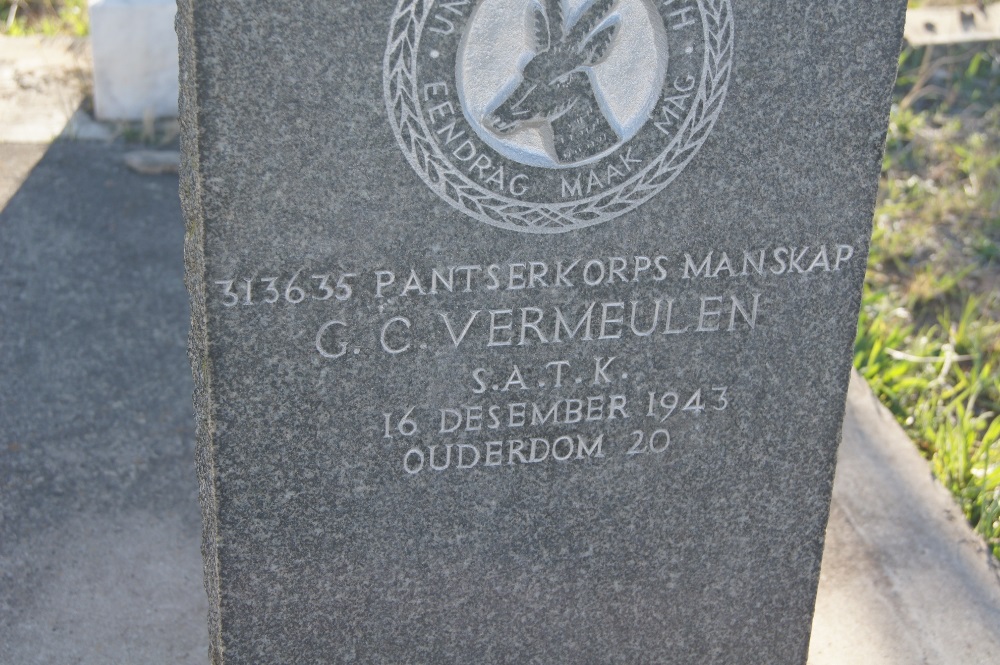 EENDRAG MAAK MAG
313635 PANTSERKORPS MANSKAP
G. C. VERMEULEN
S.A.T.K.
16 DESEMBER 1943
OUDERDOM 20